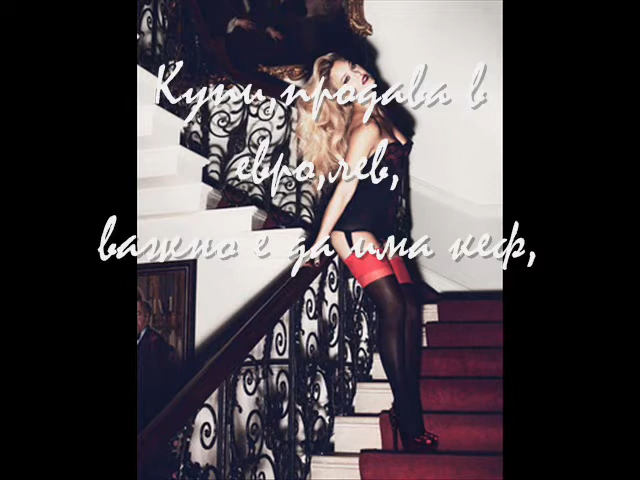 Купи,продава в
евро,лев,
важно е да има кеф,